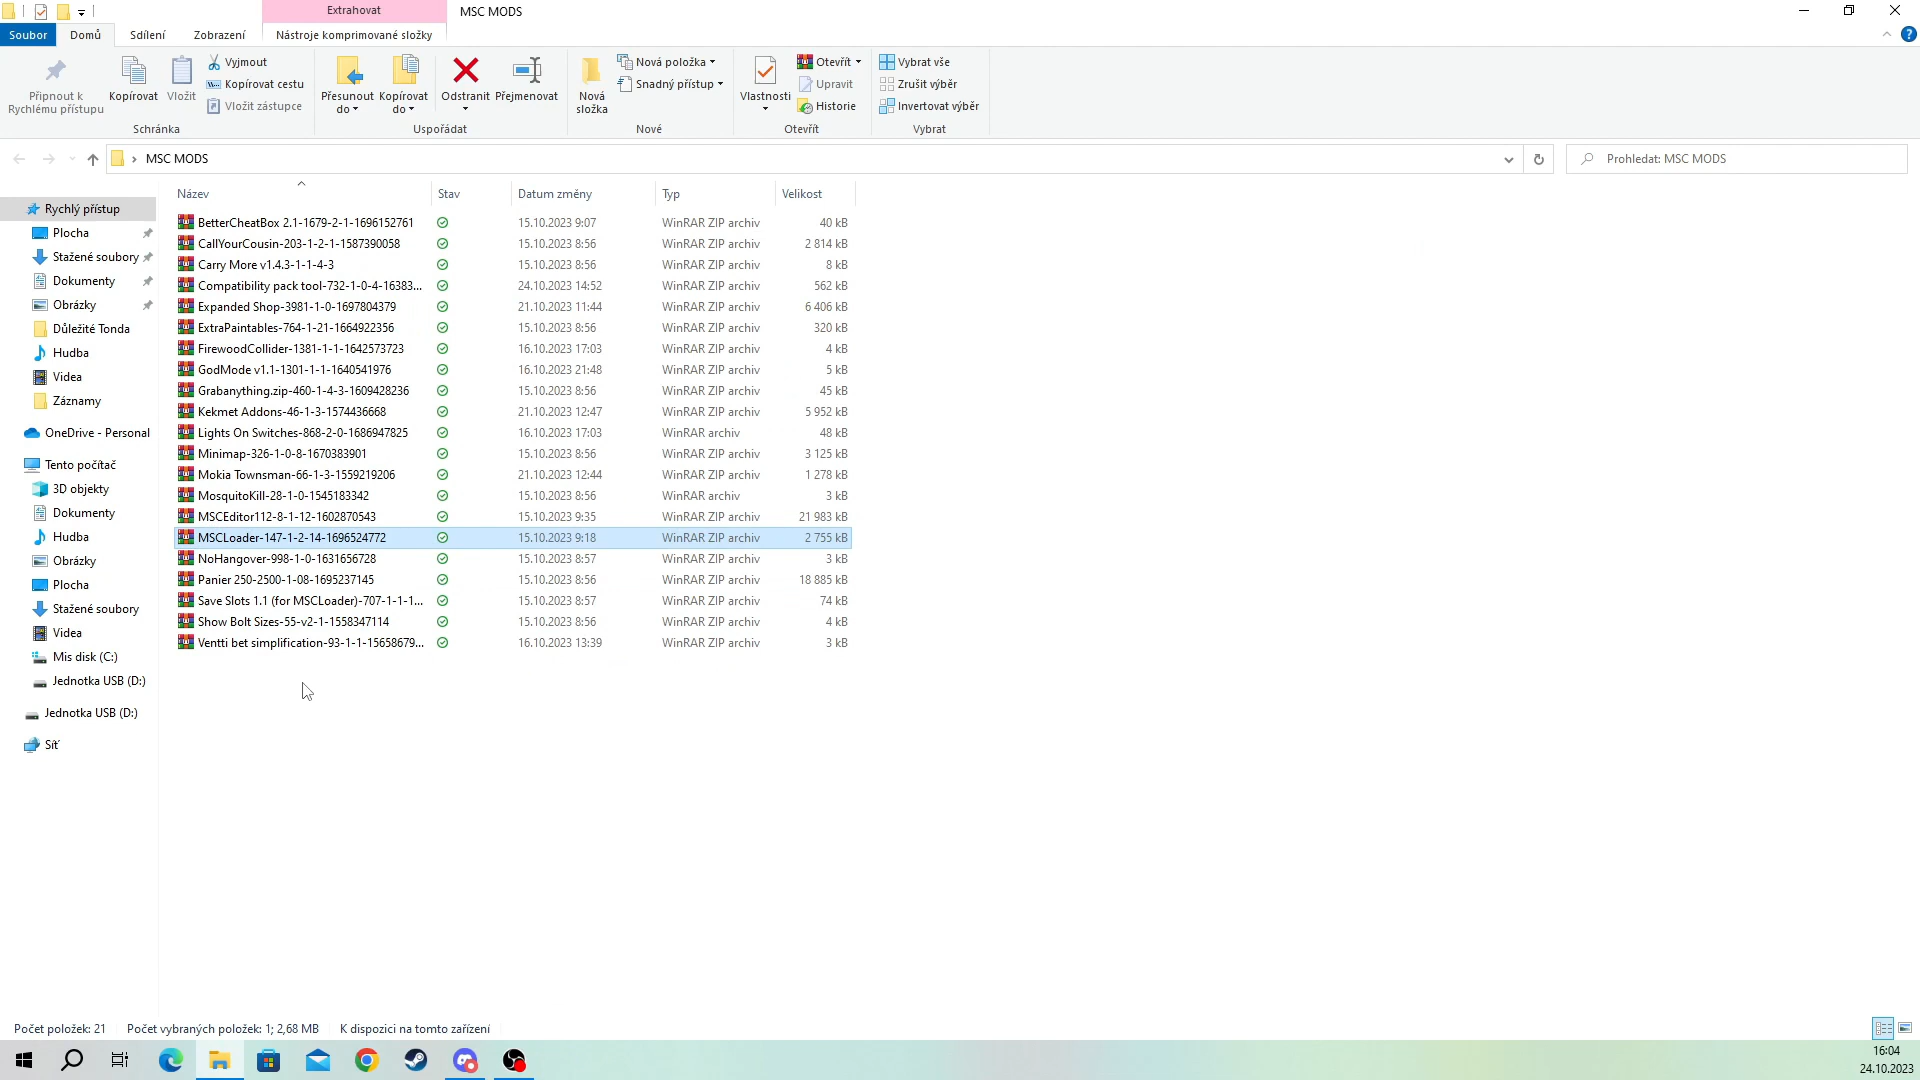 Extrahovat
MSC MODS
Soubor
Domů
Sdílení
Zobrazení
Nástroje komprimované složky
Připnout k
Rychlému přístupu
Kopírovat
Vložit
Vyjmout
Kopírovat cestu
Vložit zástupce
Schránka
Přesunout
do
Kopírovat
do
Odstranit
Přejmenovat
Uspořádat
Nová
složka
Nová položka
Snadný přístup
Nové
Vlastnosti
Otevřít
Upravit
Historie
Otevřít
Vybrat vše
Zrušit výběr
Invertovat výběr
Vybrat
MSC MODS
Prohledat: MSC MODS
Název Stav Datum změny Typ Velikost
BetterCheatBox 2.1-1679-2-1-1696152761 15.10.2023 9:07 WinRAR ZIP archiv 40 kB
CallYourCousin-203-1-2-1-1587390058 15.10.2023 8:56 WinRAR ZIP archiv 2 814 kB
Carry More v1.4.3-1-1-4-3 15.10.2023 8:56 WinRAR ZIP archiv 8 kB
Compatibility pack tool-732-1-0-4-16383... 24.10.2023 14:52 WinRAR ZIP archiv 562 kB
Expanded Shop-3981-1-0-1697804379 21.10.2023 11:44 WinRAR ZIP archiv 6 406 kB
ExtraPaintables-764-1-21-1664922356 15.10.2023 8:56 WinRAR ZIP archiv 320 kB
FirewoodCollider-1381-1-1-1642573723 16.10.2023 17:03 WinRAR ZIP archiv 4 kB
GodMode v1.1-1301-1-1-1640541976 16.10.2023 21:48 WinRAR ZIP archiv 5 kB
Grabanything.zip-460-1-4-3-1609428236 15.10.2023 8:56 WinRAR ZIP archiv 45 kB
Kekmet Addons-46-1-3-1574436668 21.10.2023 12:47 WinRAR ZIP archiv 5 952 kB
Lights On Switches-868-2-0-1686947825 16.10.2023 17:03 WinRAR archiv 48 kB
Minimap-326-1-0-8-1670383901 15.10.2023 8:56 WinRAR ZIP archiv 3 125 kB
Mokia Townsman-66-1-3-1559219206 21.10.2023 12:44 WinRAR ZIP archiv 1 278 kB
MosquitoKill-28-1-0-1545183342 15.10.2023 8:56 WinRAR archiv 3 kB
MSCEditor112-8-1-12-1602870543 15.10.2023 9:35 WinRAR ZIP archiv 21 983 kB
MSCLoader-147-1-2-14-1696524772 15.10.2023 9:18 WinRAR ZIP archiv 2 755 kB
NoHangover-998-1-0-1631656728 15.10.2023 8:57 WinRAR ZIP archiv 3 kB
Panier 250-2500-1-08-1695237145 15.10.2023 8:56 WinRAR ZIP archiv 18 885 kB
Save Slots 1.1 (for MSCLoader)-707-1-1-1... 15.10.2023 8:57 WinRAR ZIP archiv 74 kB
Show Bolt Sizes-55-v2-1-1558347114 15.10.2023 8:56 WinRAR ZIP archiv 4 kB
Ventti bet simplification-93-1-1-15658679... 16.10.2023 13:39 WinRAR ZIP archiv 3 kB
Rychlý přístup
Plocha
Stažené soubory
Dokumenty
Obrázky
Důležité Tonda
Hudba
Videa
Záznamy
OneDrive - Personal
Tento počítač
3D objekty
Dokumenty
Hudba
Obrázky
Plocha
Stažené soubory
Videa
Mis disk (C:)
Jednotka USB (D:)
Jednotka USB (D:)
Síť
Počet položek: 21 Počet vybraných položek: 1; 2,68 MB K dispozici na tomto zařízení
16:04
24.10.2023